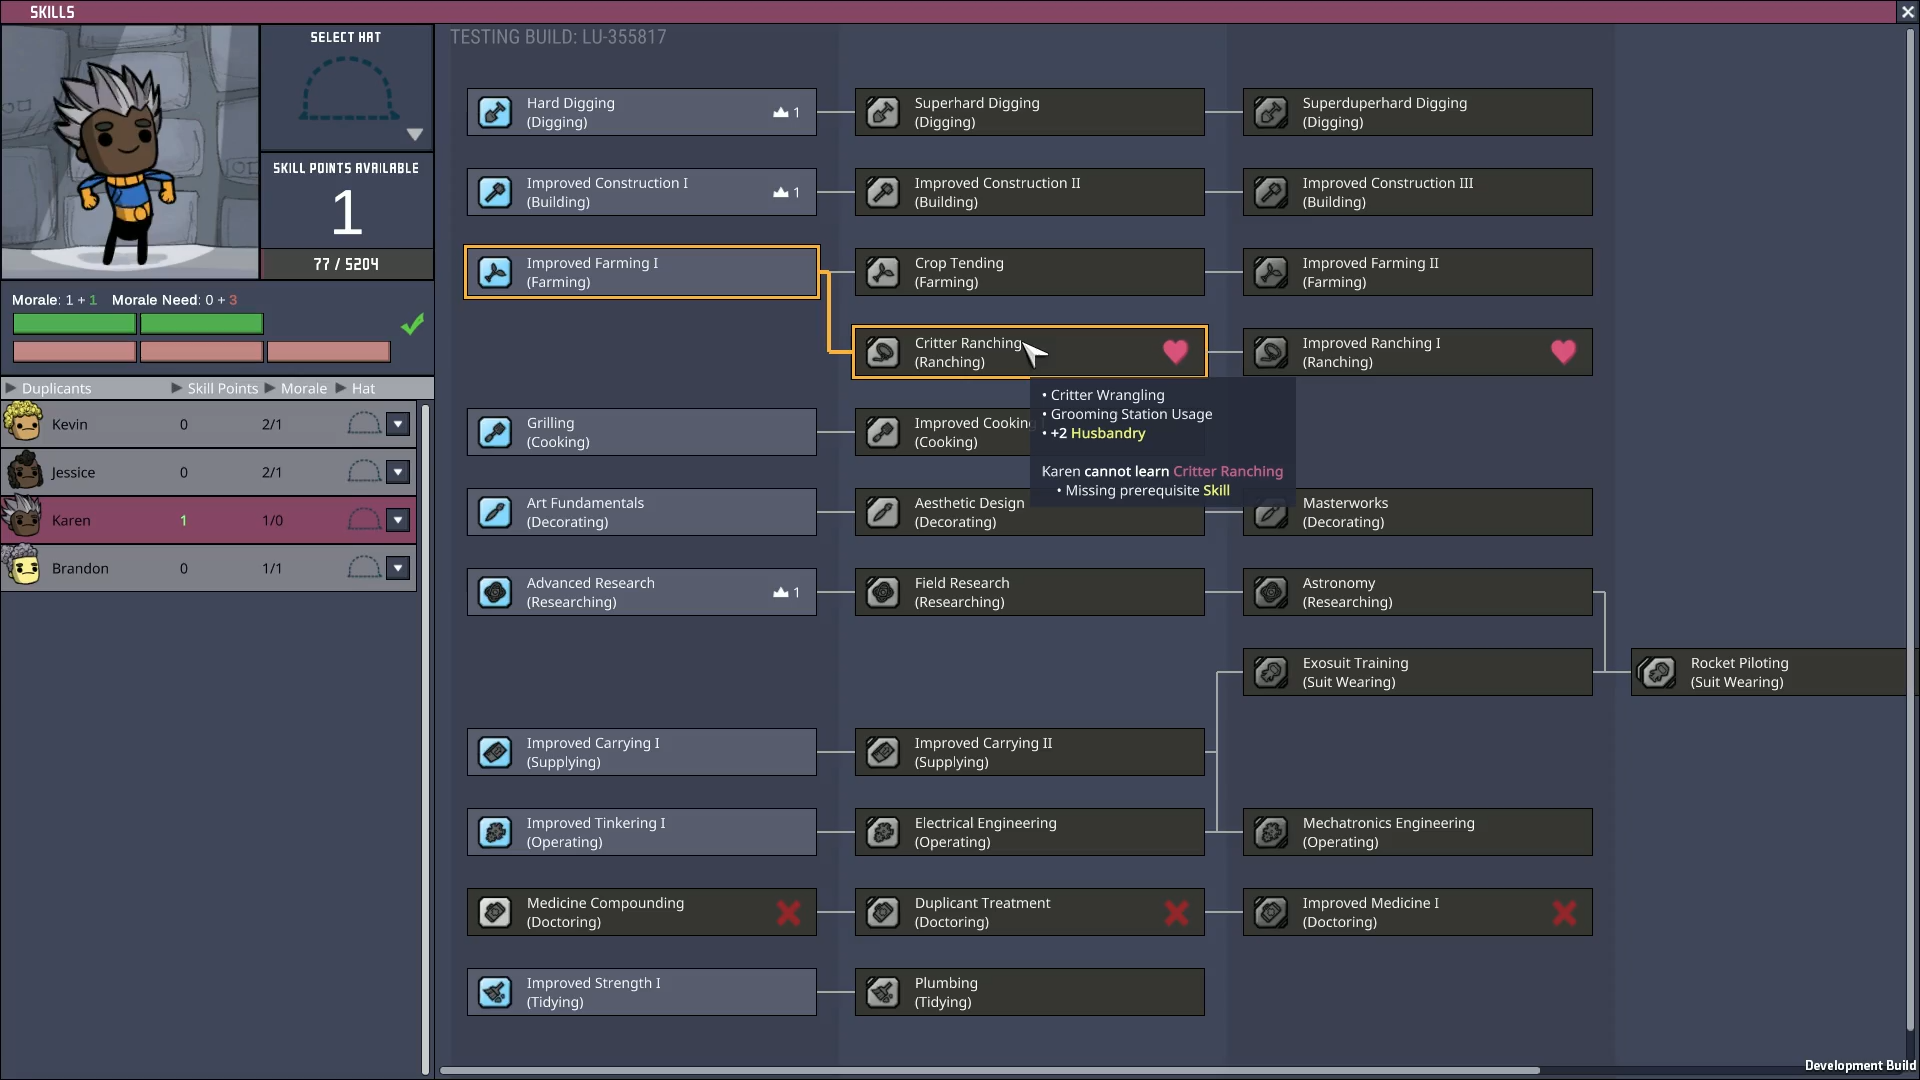 SKILLS
TESTING BUILD: LU-355817
SELECT HAT
SKILL POINTS AVAILABLE
1
77 / 5204
Morale: 1 + 1 Morale Need: 0 + 3
Duplicants Skill Points Morale Hat
Kevin 0 2/1
Jessice 0 2/1
Karen 1 1/0
Brandon 0 1/1
Hard Digging
(Digging)
1
Superhard Digging
(Digging)
Superduperhard Digging
(Digging)
Improved Construction I
(Building)
1
Improved Construction II
(Building)
Improved Construction III
(Building)
Improved Farming I
(Farming)
Crop Tending
(Farming)
Improved Farming II
(Farming)
Critter Ranching
(Ranching)
Improved Ranching I
(Ranching)
• Critter Wrangling
• Grooming Station Usage
• +2 Husbandry
Karen cannot learn Critter Ranching
• Missing prerequisite Skill
Grilling
(Cooking)
Improved Cooking
(Cooking)
Art Fundamentals
(Decorating)
Aesthetic Design
(Decorating)
Masterworks
(Decorating)
Advanced Research
(Researching)
1
Field Research
(Researching)
Astronomy
(Researching)
Exosuit Training
(Suit Wearing)
Rocket Piloting
(Suit Wearing)
Improved Carrying I
(Supplying)
Improved Carrying II
(Supplying)
Improved Tinkering I
(Operating)
Electrical Engineering
(Operating)
Mechatronics Engineering
(Operating)
Medicine Compounding
(Doctoring)
Duplicant Treatment
(Doctoring)
Improved Medicine I
(Doctoring)
Improved Strength I
(Tidying)
Plumbing
(Tidying)
Development Build